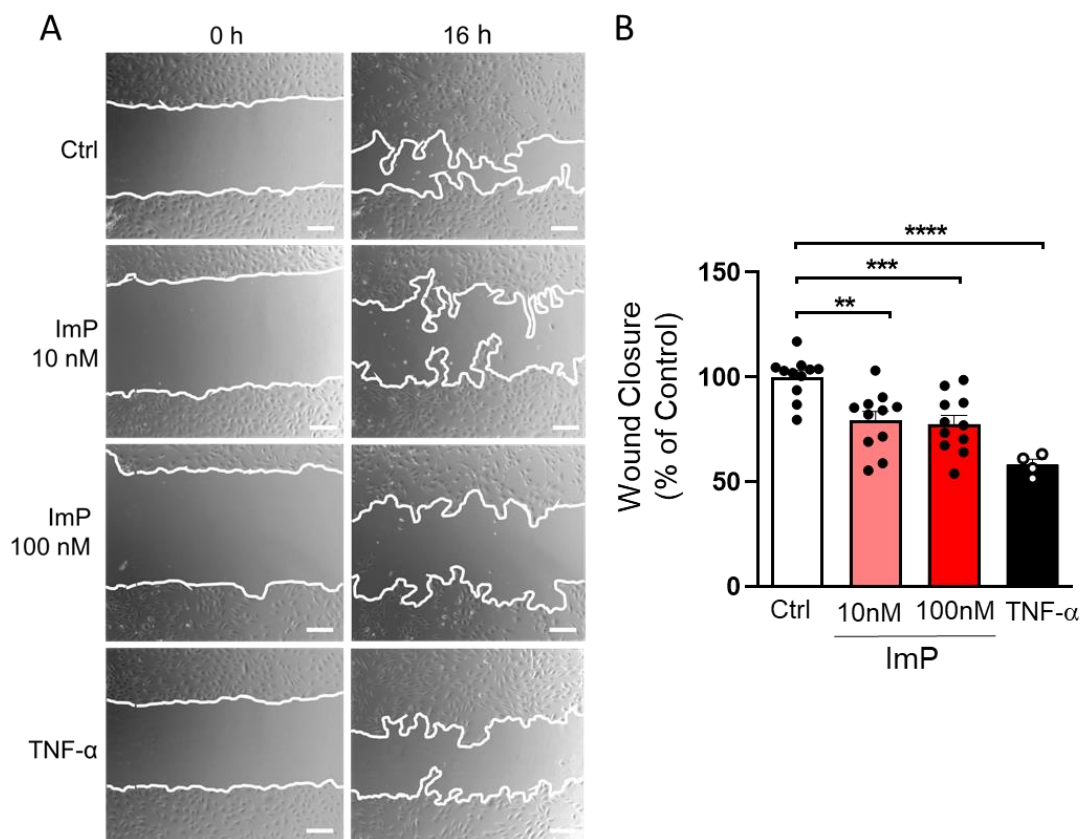 A
0 h
16 h
Ctrl
ImP
10 nM
ImP
100 nM
TNF-α
B
Wound Closure
(% of Control)
150
100
50
0
****
***
**
Ctrl
10nM
100nM
TNF-α
ImP